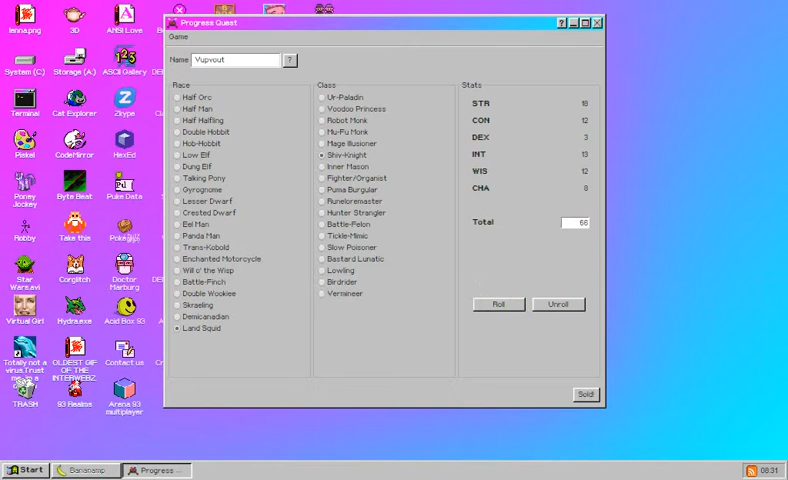 lenna.png
3D
ANSI Love
System (C:)
Storage (A:)
ASCII Gallery
Terminal
Cat Explorer
Zkype
Piskel
CodeMirror
HexEd
Poney
Jockey
Byte Beat
Puke Data
Robby
Take this
Star
Wars.avi
Corglitch
Doctor
Marburg
Virtual Girl
Hydra.exe
Acid Box 93
Totally not a
virus.Trust
me..im a
OLDEST GIF
OF THE
INTERWEBZ
Contact us
TRASH
93 Realms
Arena 93
multiplayer
Progress Quest
Game
Name
Vupvout
?
Race
Half Orc
Half Man
Half Halfling
Double Hobbit
Hob-Hobbit
Low Elf
Dung Elf
Talking Pony
Gyrognome
Lesser Dwarf
Crested Dwarf
Eel Man
Panda Man
Trans-Kobold
Enchanted Motorcycle
Will o' the Wisp
Battle-Finch
Double Wookiee
Skraeling
Demicanadian
Land Squid
Class
Ur-Paladin
Voodoo Princess
Robot Monk
Mu-Fu Monk
Mage Illusioner
Shiv-Knight
Inner Mason
Fighter/Organist
Puma Burgular
Runeloremaster
Hunter Strangler
Battle-Felon
Tickle-Mimic
Slow Poisoner
Bastard Lunatic
Lowling
Birdrider
Vermineer
Stats
STR 18
CON 12
DEX 3
INT 13
WIS 12
CHA 8
Total 66
Roll
Unroll
Sold!
Start
Bananamp
Progress ...
08:31